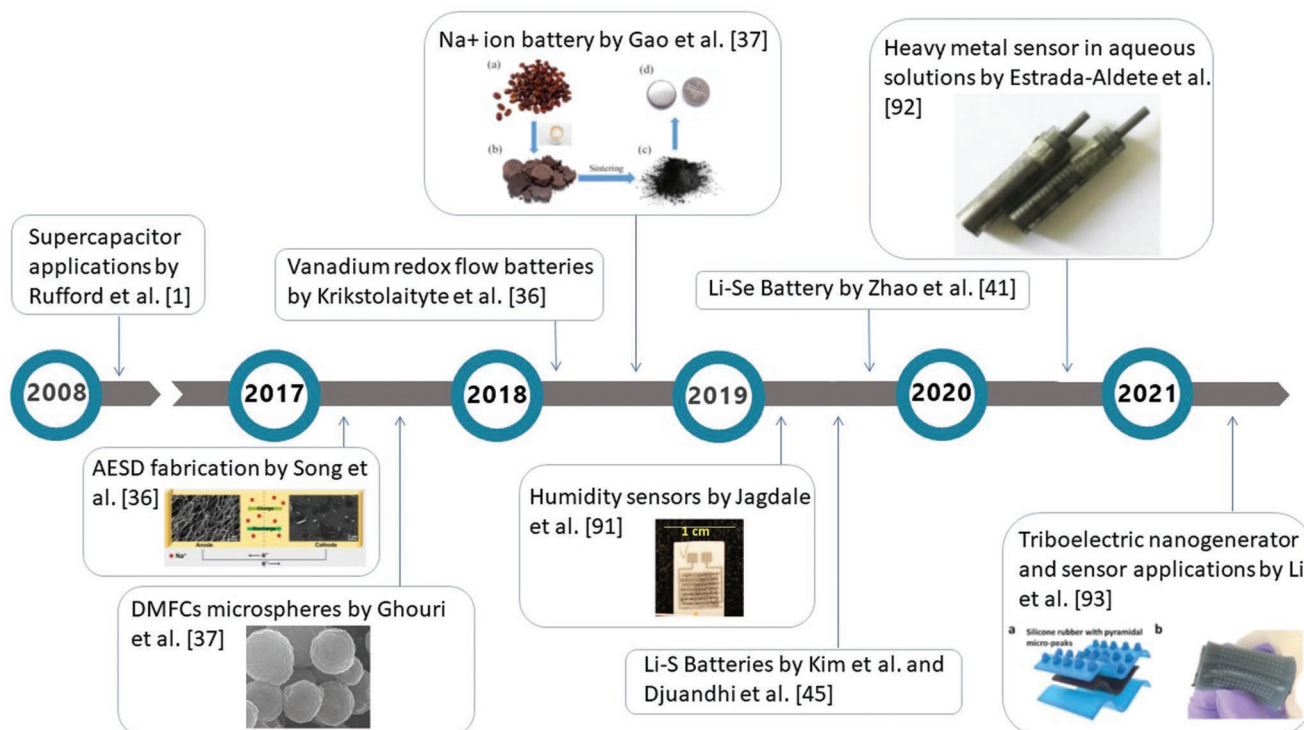 Na+ ion battery by Gao et al. [37]
(a)
(d)
(b)
Sintering
(c)
Heavy metal sensor in aqueous
solutions by Estrada-Aldete et al.
[92]
Supercapacitor
applications by
Rufford et al. [1]
Vanadium redox flow batteries
by Krikstolaityte et al. [36]
Li-Se Battery by Zhao et al. [41]
2008
2017
2018
2019
2020
2021
AESD fabrication by Song et
al. [36]
Anode
Cathode
Na+
DMFCs microspheres by Ghouri
et al. [37]
Humidity sensors by Jagdale
et al. [91]
1 cm
Li-S Batteries by Kim et al. and
Djuandhi et al. [45]
Triboelectric nanogenerator
and sensor applications by Li
et al. [93]
a
Silicone rubber with pyramidal
micro-peaks
b